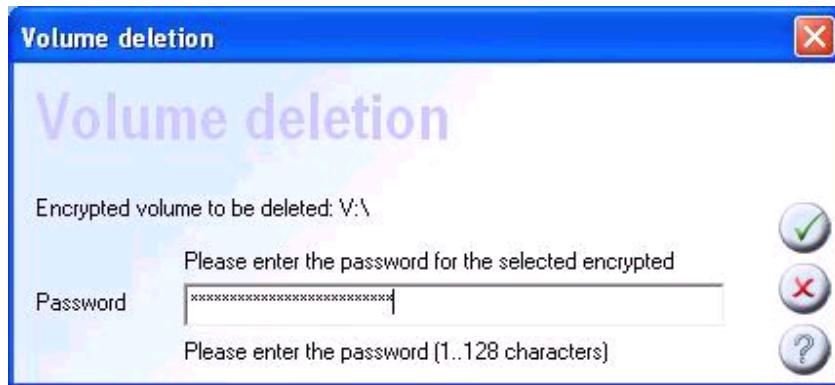 Volume deletion
Volume deletion
Encrypted volume to be deleted: V:\
Please enter the password for the selected encrypted
Password **************************
Please enter the password (1..128 characters)